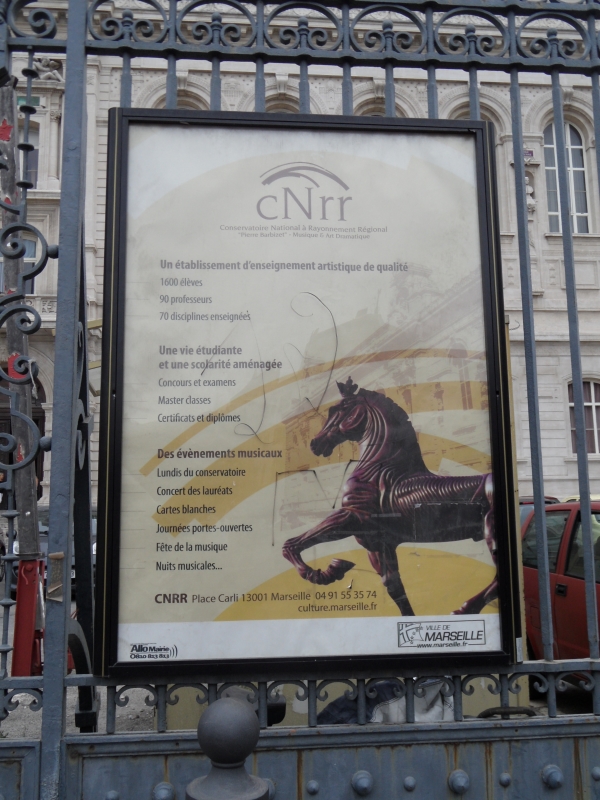 cNrr
Conservatoire National à Rayonnement Régional
"Pierre Barbizet" - Musique & Art Dramatique
Un établissement d'enseignement artistique de qualité
1600 élèves
90 professeurs
70 disciplines enseignées
Une vie étudiante
et une scolarité aménagée
Concours et examens
Master classes
Certificats et diplômes
Des évènements musicaux
Lundis du conservatoire
Concert des lauréats
Cartes blanches
Journées portes-ouvertes
Fête de la musique
Nuits musicales...
CNRR Place Carli 13001 Marseille 04 91 55 35 74
culture.marseille.fr
Allô Mairie
0810 813 813
VILLE DE
MARSEILLE
www.marseille.fr